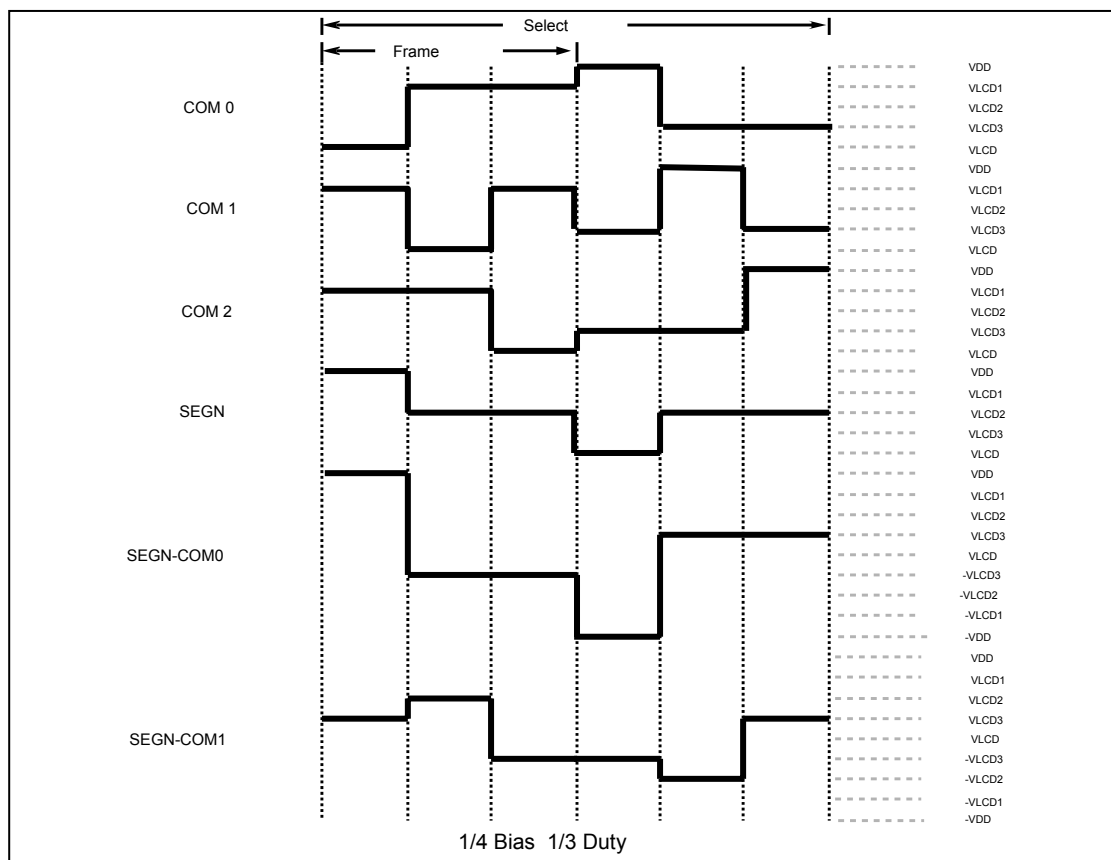 Select
Frame
COM 0
VDD
VLCD1
VLCD2
VLCD3
VLCD
COM 1
VDD
VLCD1
VLCD2
VLCD3
VLCD
COM 2
VDD
VLCD1
VLCD2
VLCD3
VLCD
SEGN
VDD
VLCD1
VLCD2
VLCD3
VLCD
SEGN-COM0
VDD
VLCD1
VLCD2
VLCD3
VLCD
-VLCD3
-VLCD2
-VLCD1
-VDD
SEGN-COM1
VDD
VLCD1
VLCD2
VLCD3
VLCD
-VLCD3
-VLCD2
-VLCD1
-VDD
1/4 Bias 1/3 Duty